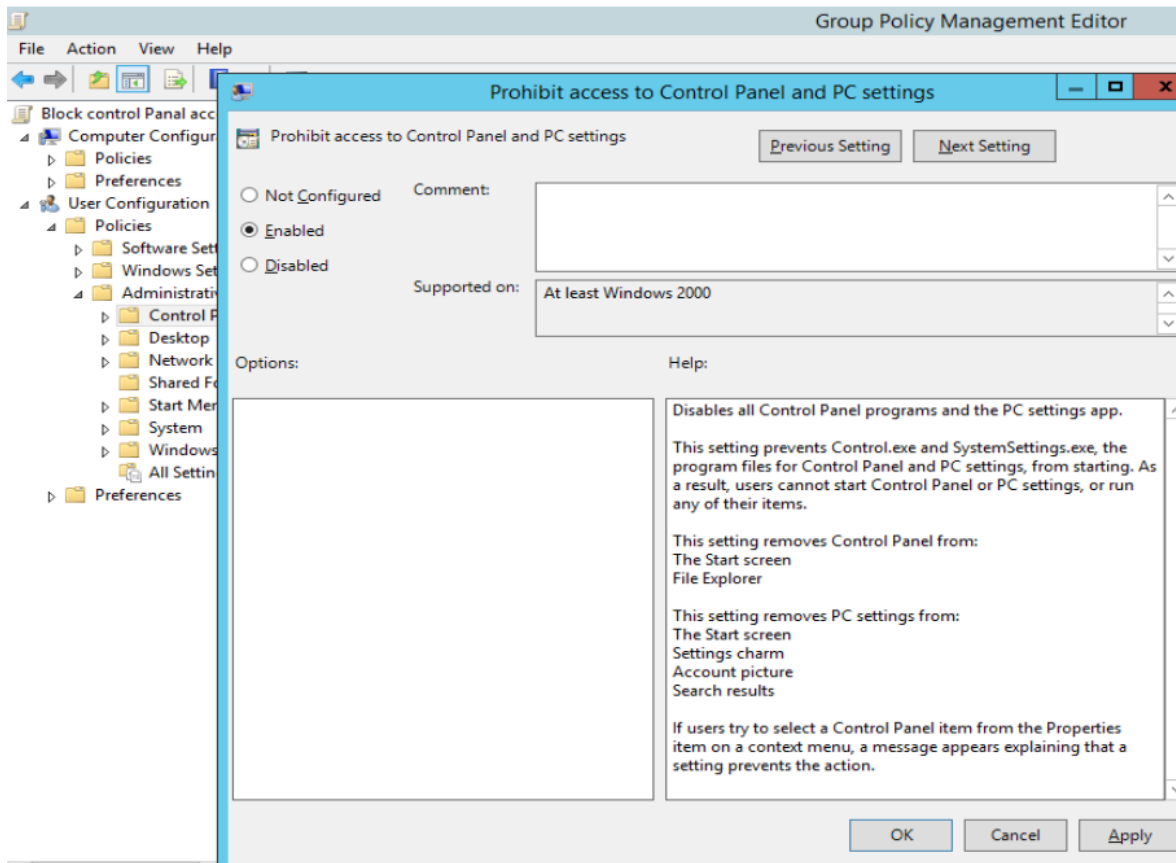 Group Policy Management Editor
File Action View Help
Prohibit access to Control Panel and PC settings
Block control Panal acc
Computer Configur
Policies
Preferences
User Configuration
Policies
Software Sett
Windows Set
Administrativ
Control P
Desktop
Network
Shared Fo
Start Mer
System
Windows
All Settin
Preferences
Prohibit access to Control Panel and PC settings
Previous Setting
Next Setting
Not Configured
Enabled
Disabled
Comment:
Supported on:
At least Windows 2000
Options:
Help:
Disables all Control Panel programs and the PC settings app.
This setting prevents Control.exe and SystemSettings.exe, the
program files for Control Panel and PC settings, from starting. As
a result, users cannot start Control Panel or PC settings, or run
any of their items.
This setting removes Control Panel from:
The Start screen
File Explorer
This setting removes PC settings from:
The Start screen
Settings charm
Account picture
Search results
If users try to select a Control Panel item from the Properties
item on a context menu, a message appears explaining that a
setting prevents the action.
OK
Cancel
Apply